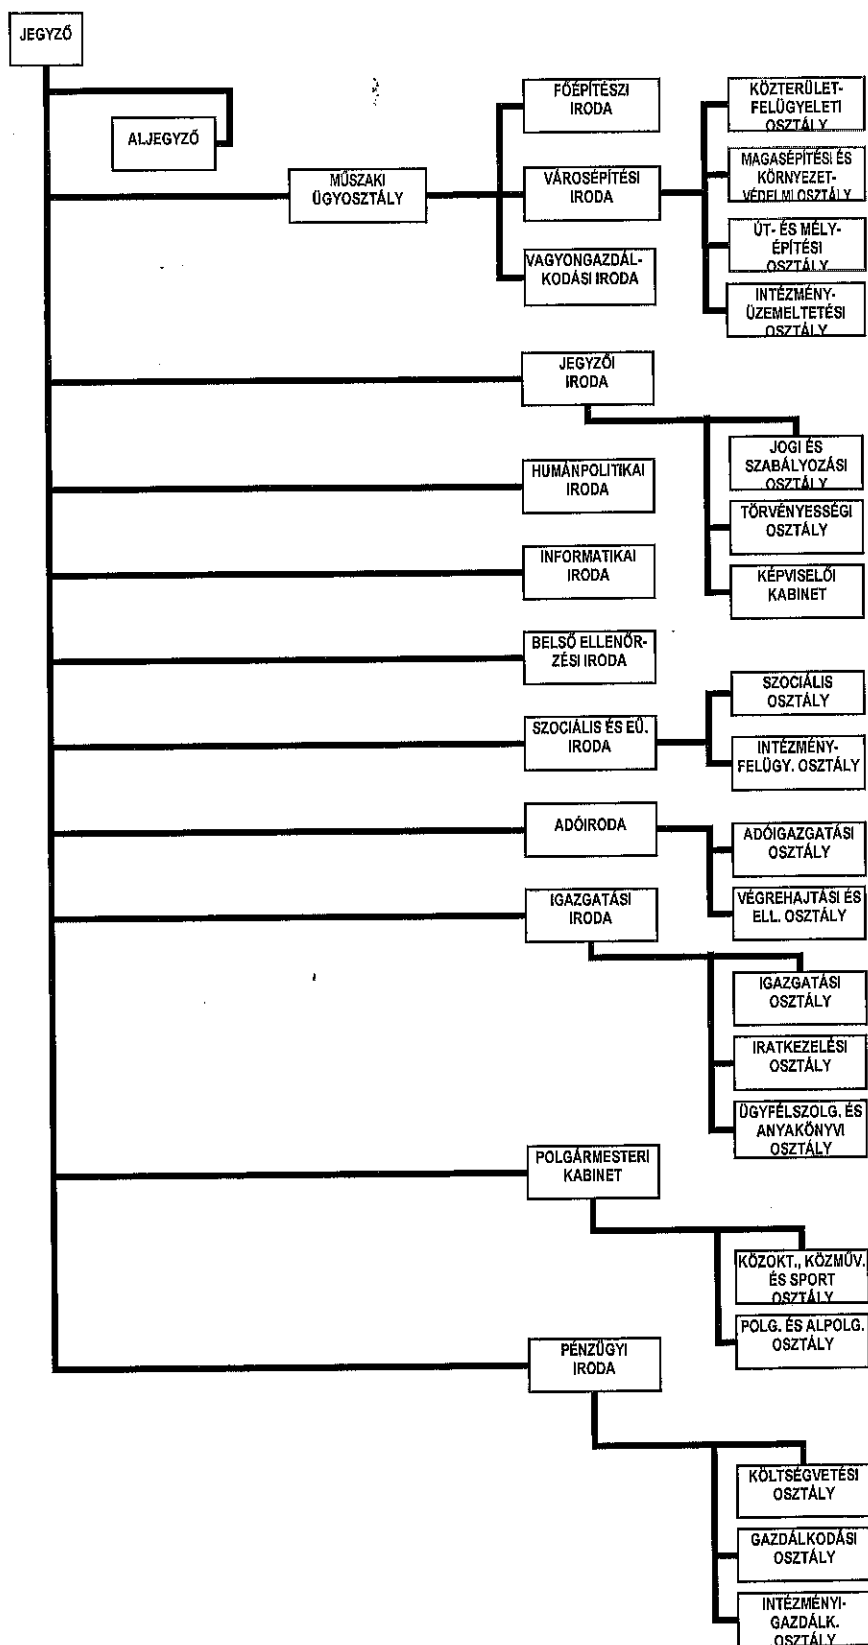 JEGYZŐ
ALJEGYZŐ
MŰSZAKI
ÜGYOSZTÁLY
FŐÉPÍTÉSZI
IRODA
VÁROSÉPÍTÉSI
IRODA
VAGYONGAZDÁL-
KODÁSI IRODA
KÖZTERÜLET-
FELÜGYELETI
OSZTÁLY
MAGASÉPÍTÉSI ÉS
KÖRNYEZET-
VÉDELMI OSZTÁLY
ÚT- ÉS MÉLY-
ÉPÍTÉSI
OSZTÁLY
INTÉZMÉNY-
ÜZEMELTETÉSI
OSZTÁLY
JEGYZŐI
IRODA
JOGI ÉS
SZABÁLYOZÁSI
OSZTÁLY
TÖRVÉNYESSÉGI
OSZTÁLY
KÉPVISELŐI
KABINET
HUMÁNPOLITIKAI
IRODA
INFORMATIKAI
IRODA
BELSŐ ELLENŐR-
ZÉSI IRODA
SZOCIÁLIS ÉS EÜ.
IRODA
SZOCIÁLIS
OSZTÁLY
INTÉZMÉNY-
FELÜGY. OSZTÁLY
ADÓIRODA
ADÓIGAZGATÁSI
OSZTÁLY
VÉGREHAJTÁSI ÉS
ELL. OSZTÁLY
IGAZGATÁSI
IRODA
IGAZGATÁSI
OSZTÁLY
IRATKEZELÉSI
OSZTÁLY
ÜGYFÉLSZOLG. ÉS
ANYAKÖNYVI
OSZTÁLY
POLGÁRMESTERI
KABINET
KÖZOKT., KÖZMŰV.
ÉS SPORT
OSZTÁLY
POLG. ÉS ALPOLG.
OSZTÁLY
PÉNZÜGYI
IRODA
KÖLTSÉGVETÉSI
OSZTÁLY
GAZDÁLKODÁSI
OSZTÁLY
INTÉZMÉNYI-
GAZDÁLK.
OSZTÁLY